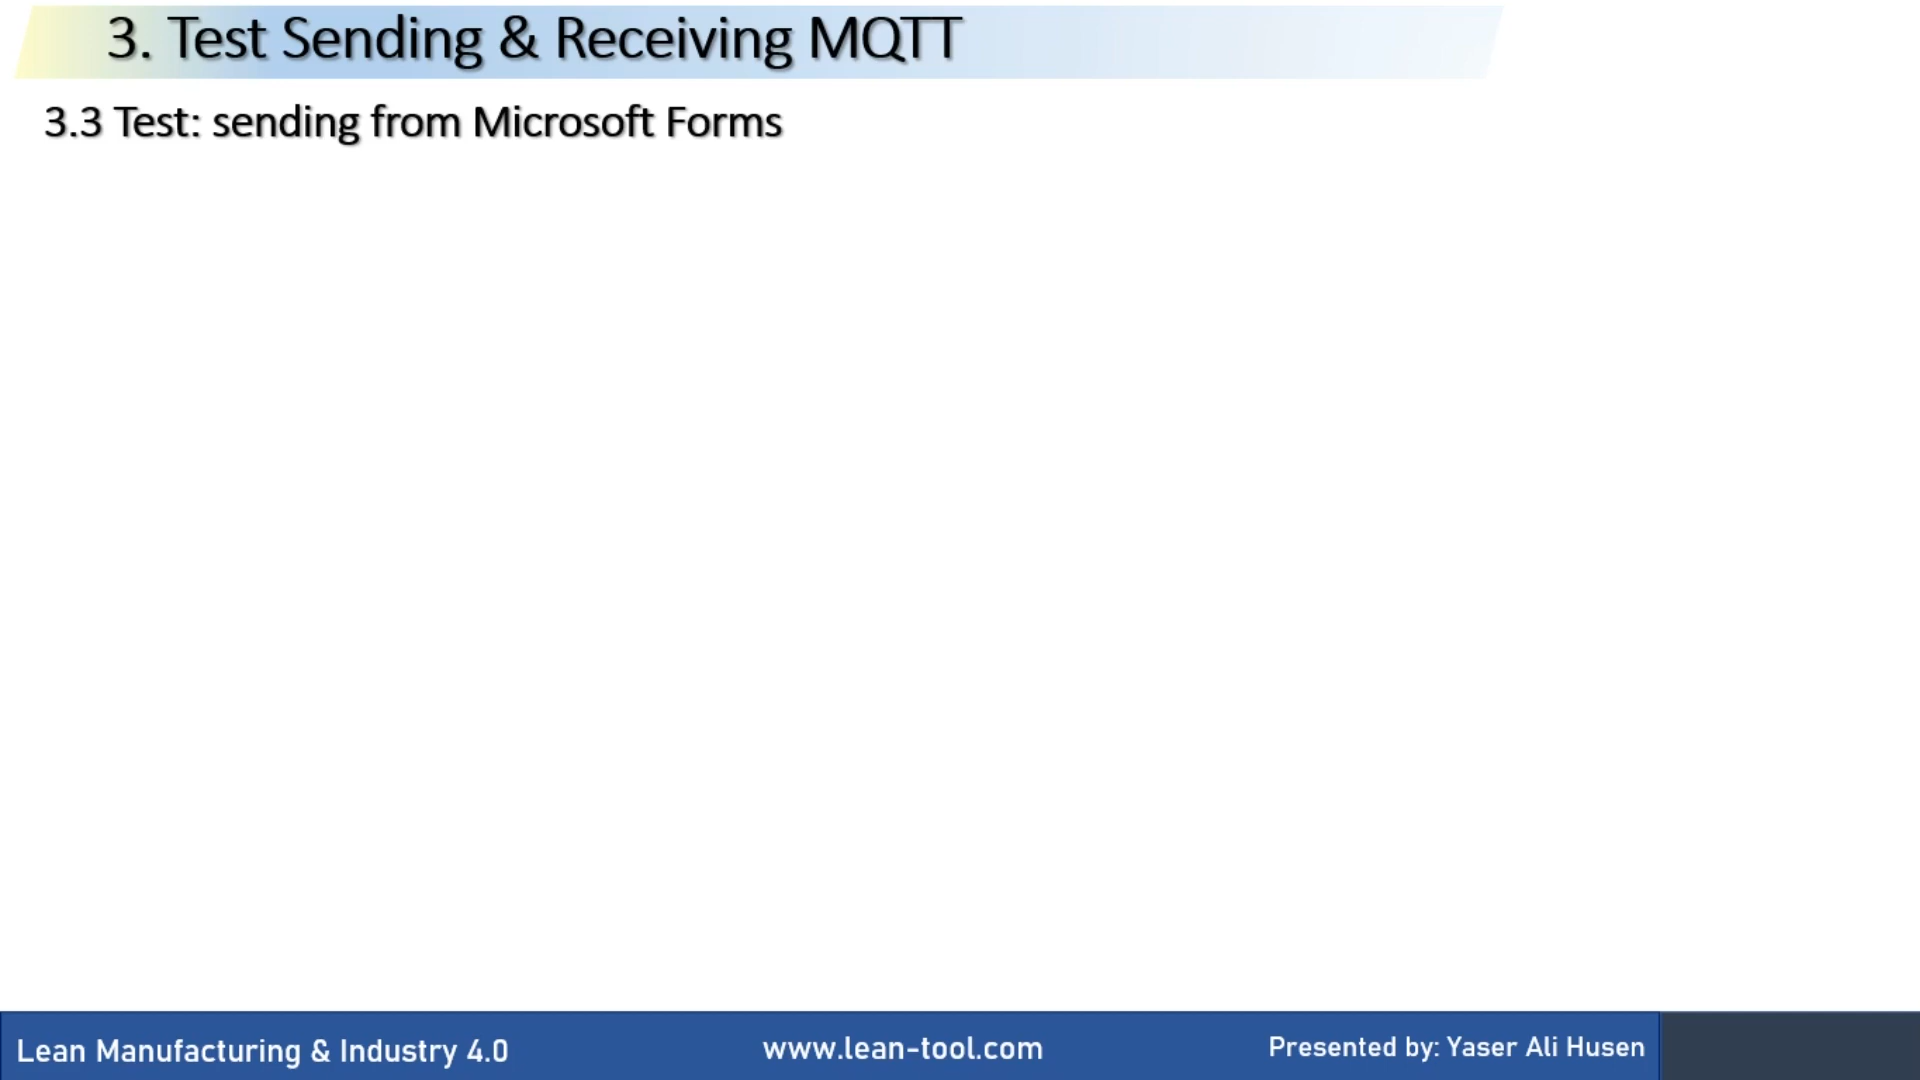 3. Test Sending & Receiving MQTT
3.3 Test: sending from Microsoft Forms
Lean Manufacturing & Industry 4.0
www.lean-tool.com
Presented by: Yaser Ali Husen